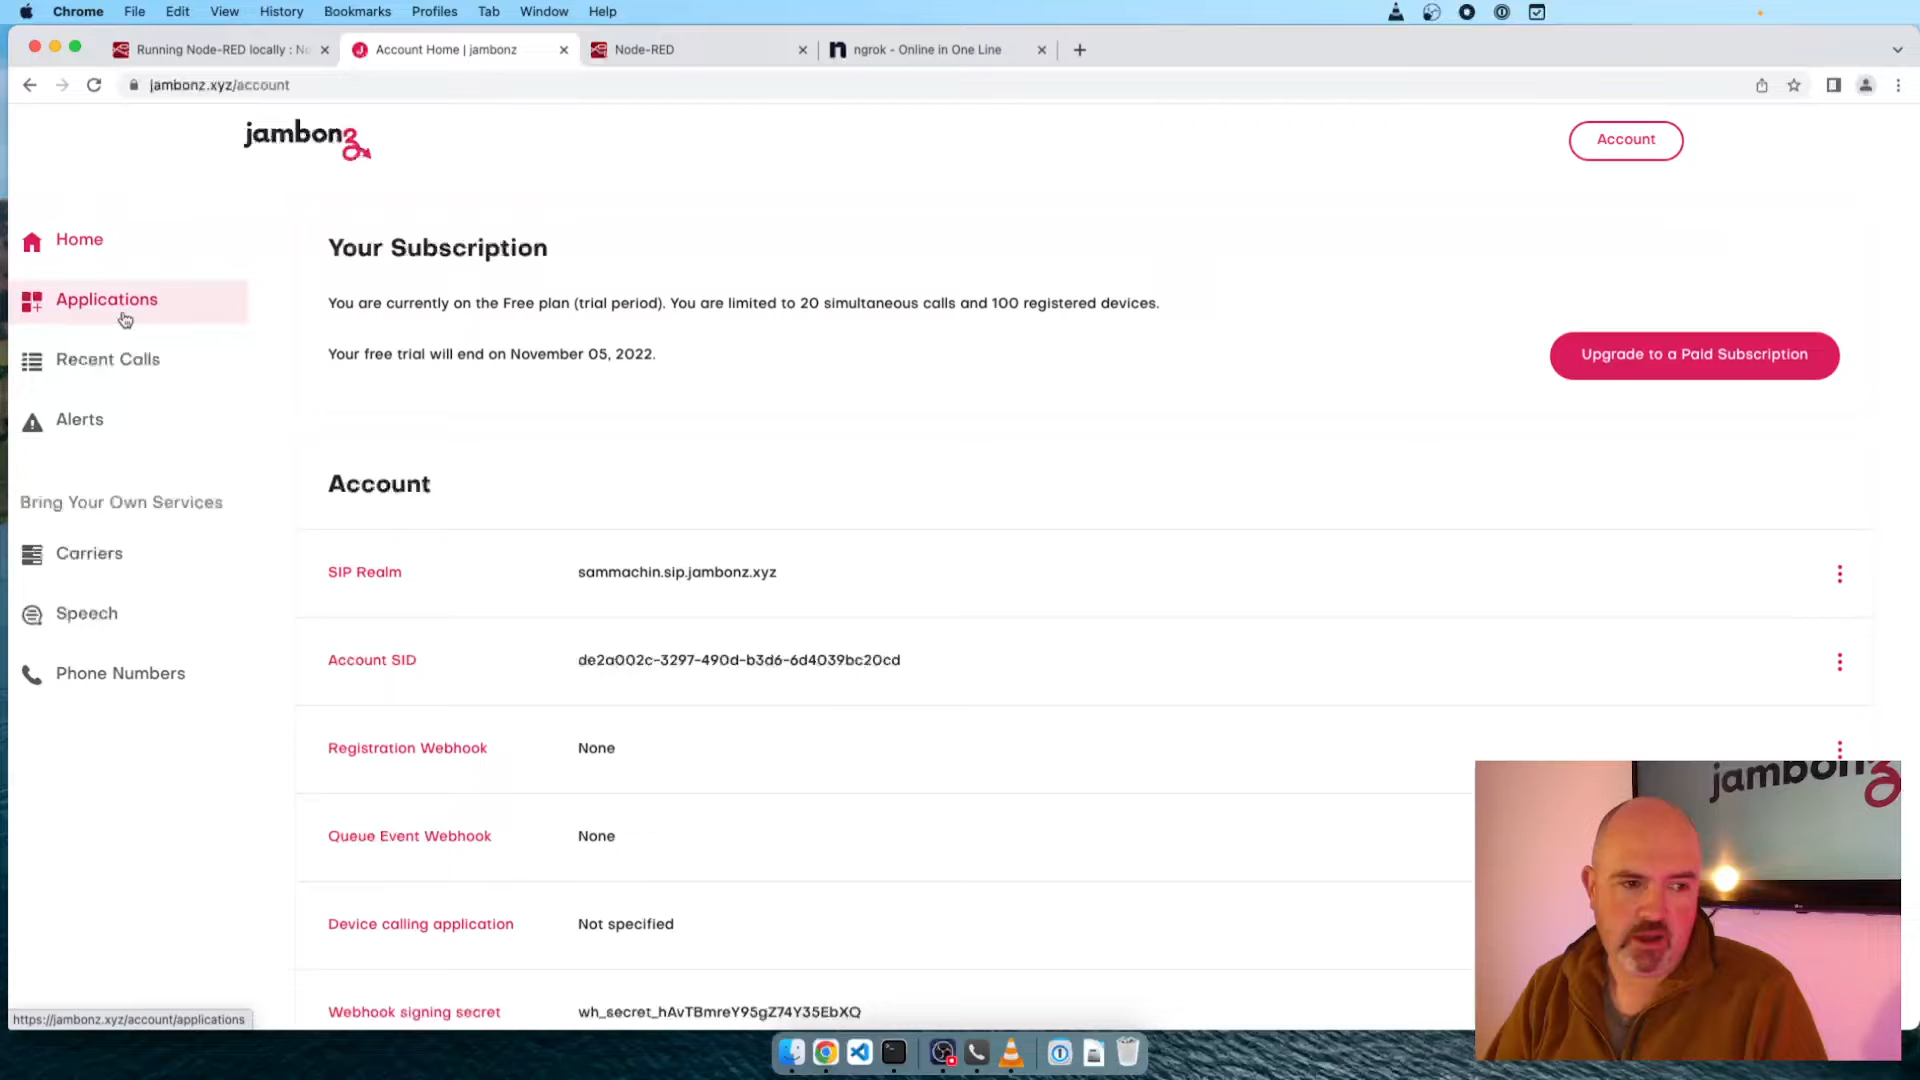 Chrome File Edit View History Bookmarks Profiles Tab Window Help
Running Node-RED locally : No
Account Home | jambonz
Node-RED
ngrok - Online in One Line
jambonz.xyz/account
jambonz
Account
Home
Applications
Recent Calls
Alerts
Bring Your Own Services
Carriers
Speech
Phone Numbers
Your Subscription
You are currently on the Free plan (trial period). You are limited to 20 simultaneous calls and 100 registered devices.
Your free trial will end on November 05, 2022.
Upgrade to a Paid Subscription
Account
SIP Realm sammachin.sip.jambonz.xyz
Account SID de2a002c-3297-490d-b3d6-6d4039bc20cd
Registration Webhook None
Queue Event Webhook None
Device calling application Not specified
Webhook signing secret wh_secret_hAvTBmreY95gZ74Y35EbXQ
jambonz
https://jambonz.xyz/account/applications